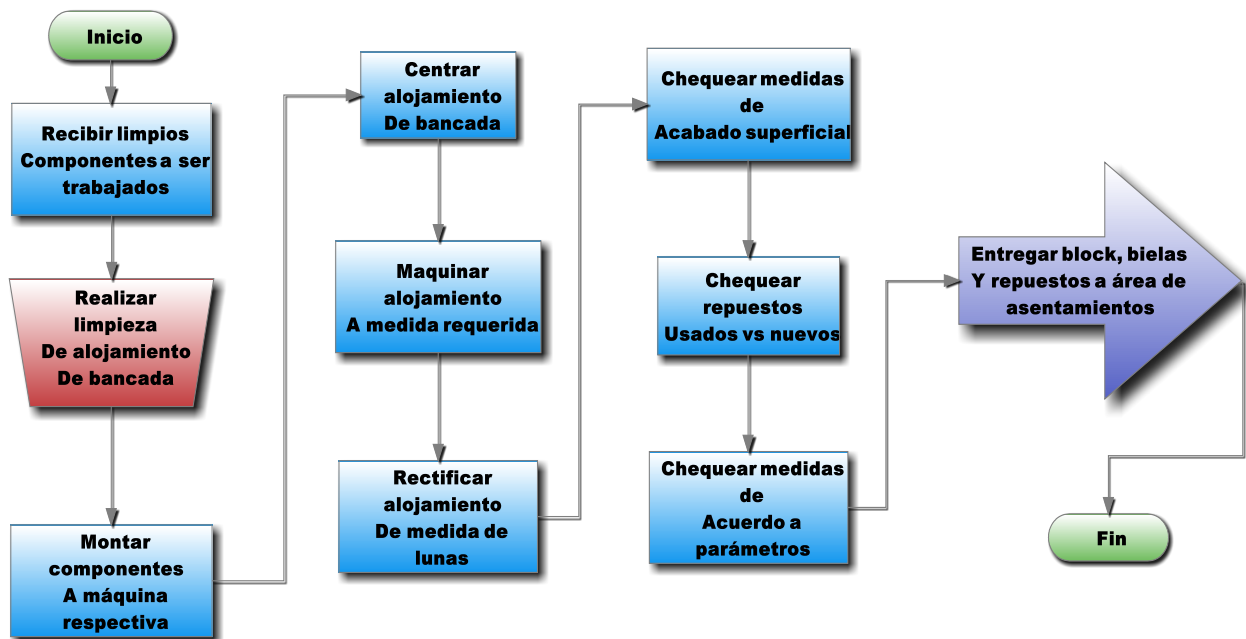 Inicio
Recibir limpios
Componentes a ser
trabajados
Realizar
limpieza
De alojamiento
De bancada
Montar
componentes
A máquina
respectiva
Centrar
alojamiento
De bancada
Maquinar
alojamiento
A medida requerida
Rectificar
alojamiento
De medida de
lunas
Chequear medidas
de
Acabado superficial
Chequear
repuestos
Usados vs nuevos
Chequear medidas
de
Acuerdo a
parámetros
Entregar block, bielas
Y repuestos a área de
asentamientos
Fin